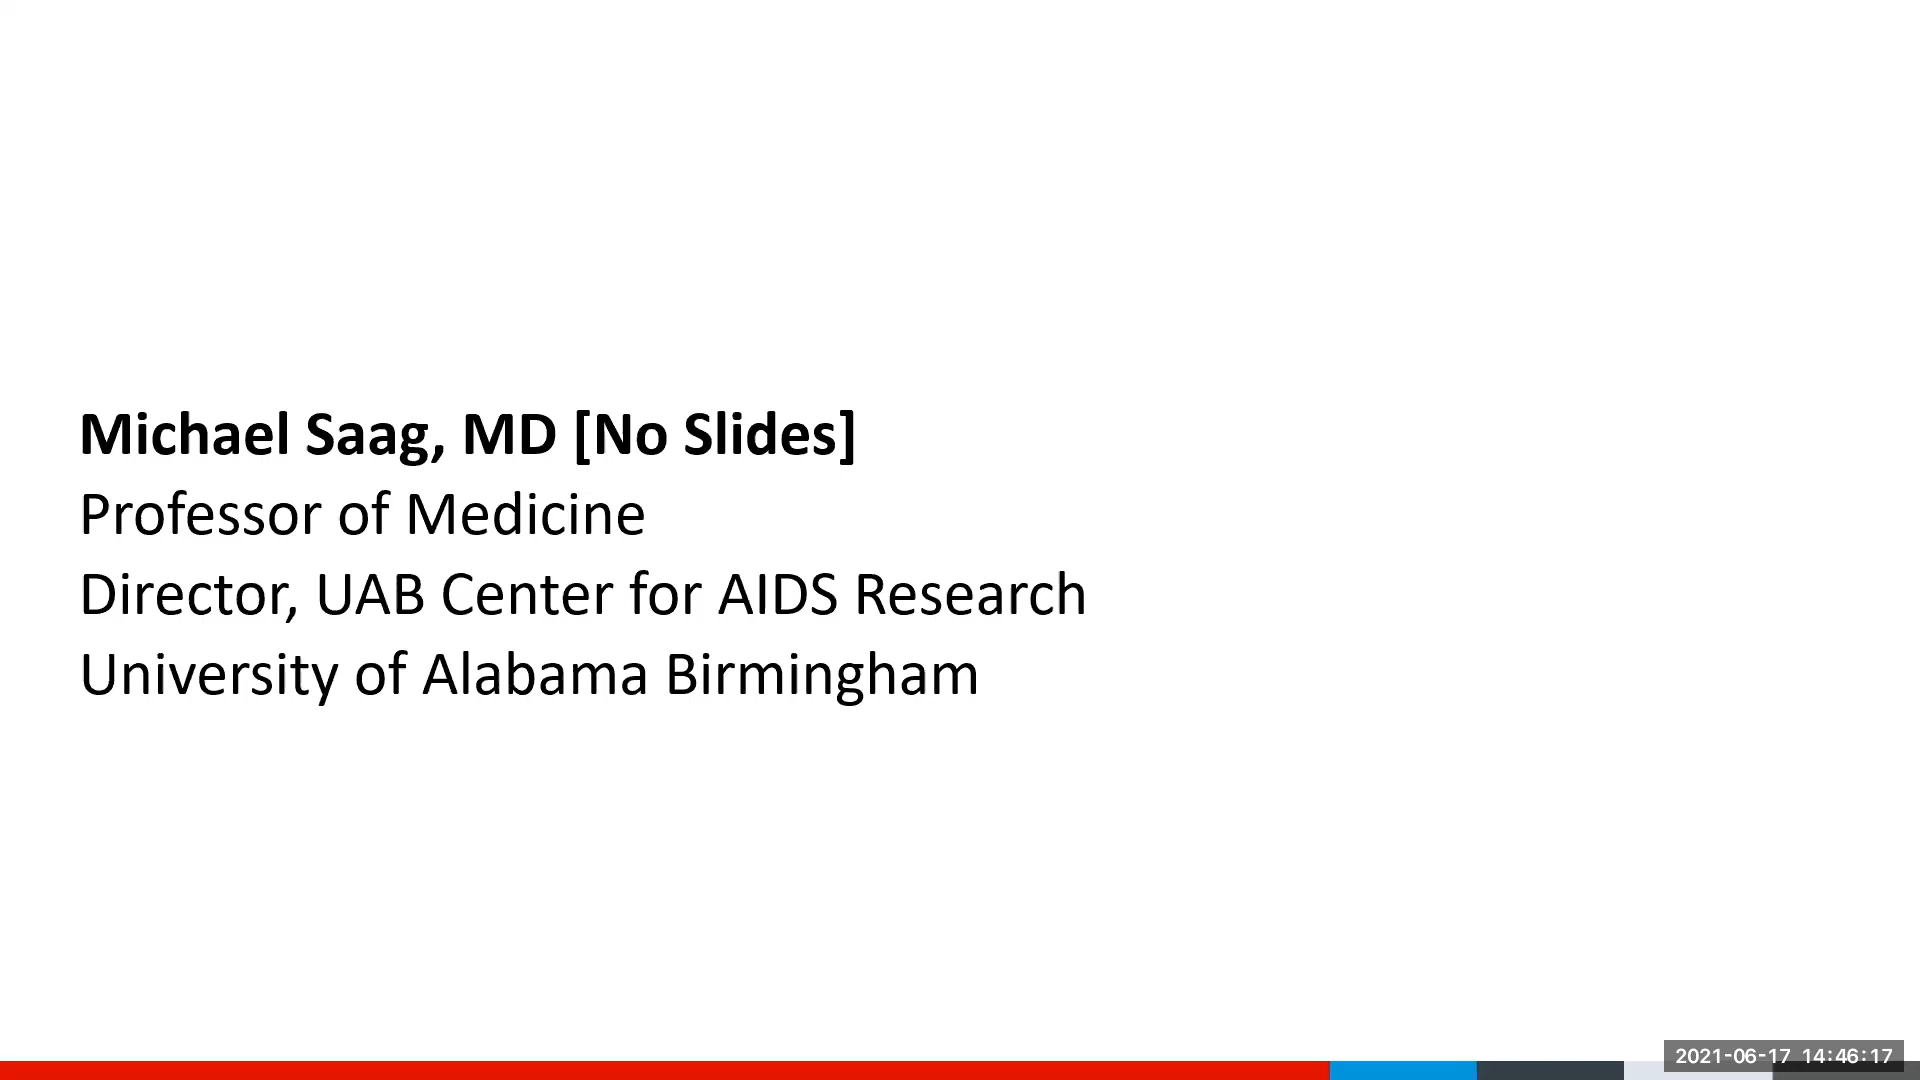 Michael Saag, MD [No Slides]
Professor of Medicine
Director, UAB Center for AIDS Research
University of Alabama Birmingham
2021-06-17 14:46:17